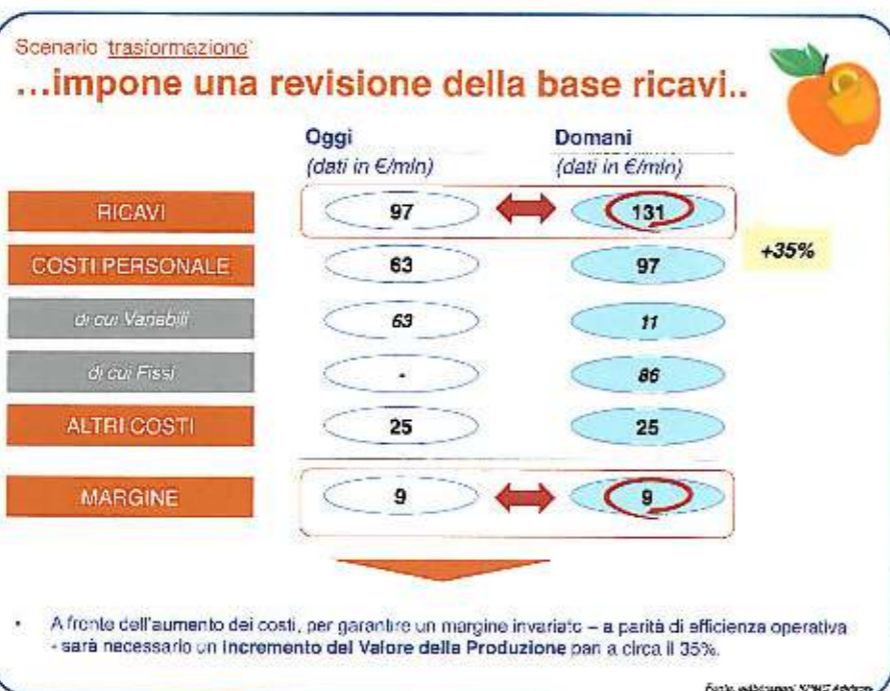 Scenario 'trasformazione'
...impone una revisione della base ricavi..
Oggi Domani
(dati in €/mln) (dati in €/mln)
RICAVI 97 131
+35%
COSTI PERSONALE 63 97
di cui Variabili 63 11
di cui Fissi - 86
ALTRI COSTI 25 25
MARGINE 9 9
• A fronte dell'aumento dei costi, per garantire un margine invariato – a parità di efficienza operativa
- sarà necessario un Incremento del Valore della Produzione pari a circa il 35%.